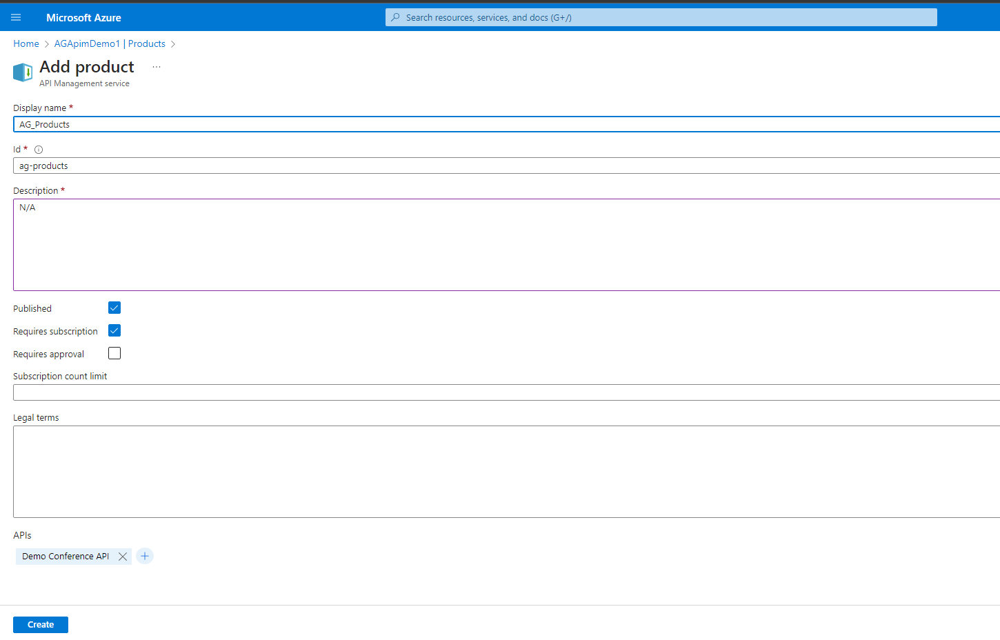 Microsoft Azure
Search resources, services, and docs (G+/)
Home > AGApimDemo1 | Products >
Add product ...
API Management service
Display name *
AG_Products
Id *
ag-products
Description *
N/A
Published
Requires subscription
Requires approval
Subscription count limit
Legal terms
APIs
Demo Conference API
Create